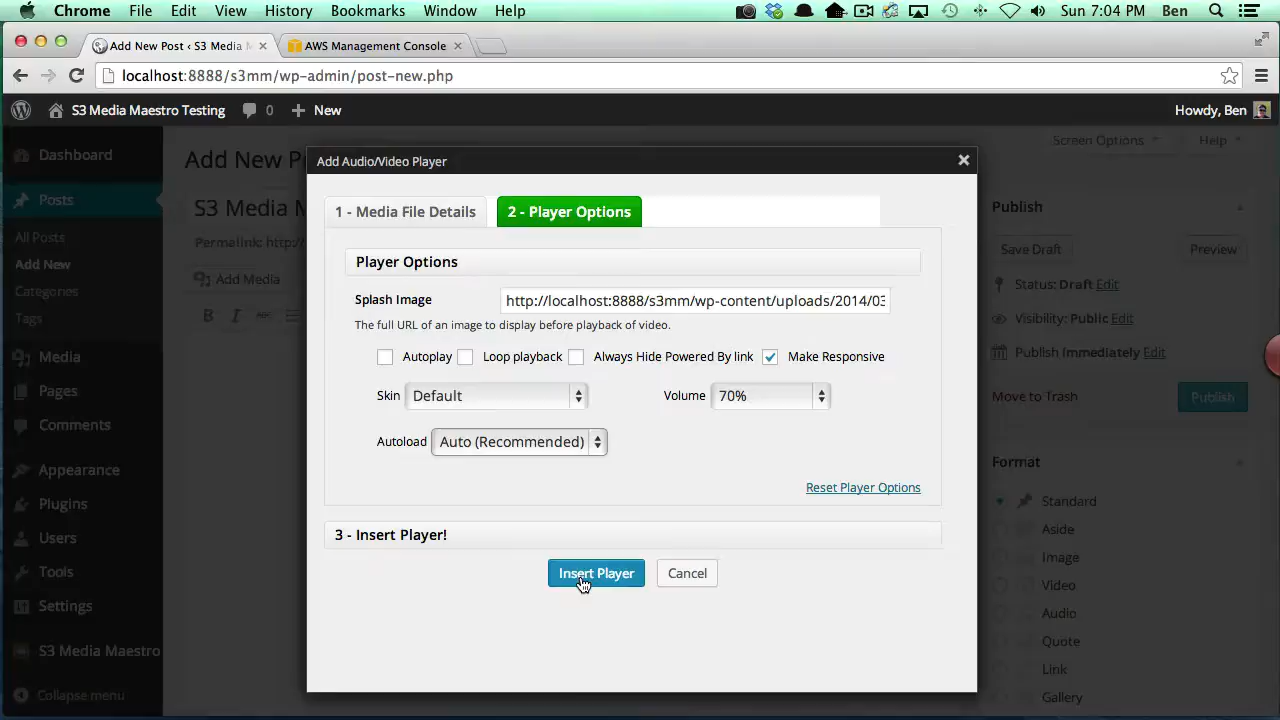 Chrome File Edit View History Bookmarks Window Help Sun 7:04 PM Ben
Add New Post ‹ S3 Media M AWS Management Console
localhost:8888/s3mm/wp-admin/post-new.php
S3 Media Maestro Testing 0 New Howdy, Ben
Dashboard
Posts
All Posts
Add New
Categories
Tags
Media
Pages
Comments
Appearance
Plugins
Users
Tools
Settings
S3 Media Maestro
Collapse menu
Screen Options Help
Add New P
S3 Media M
Permalink: http:/
Add Media
B I ABC
Add Audio/Video Player
1 - Media File Details 2 - Player Options
Player Options
Splash Image http://localhost:8888/s3mm/wp-content/uploads/2014/03
The full URL of an image to display before playback of video.
Autoplay Loop playback Always Hide Powered By link Make Responsive
Skin Default Volume 70%
Autoload Auto (Recommended)
Reset Player Options
3 - Insert Player!
Insert Player Cancel
Publish
Save Draft Preview
Status: Draft Edit
Visibility: Public Edit
Publish immediately Edit
Move to Trash Publish
Format
Standard
Aside
Image
Video
Audio
Quote
Link
Gallery